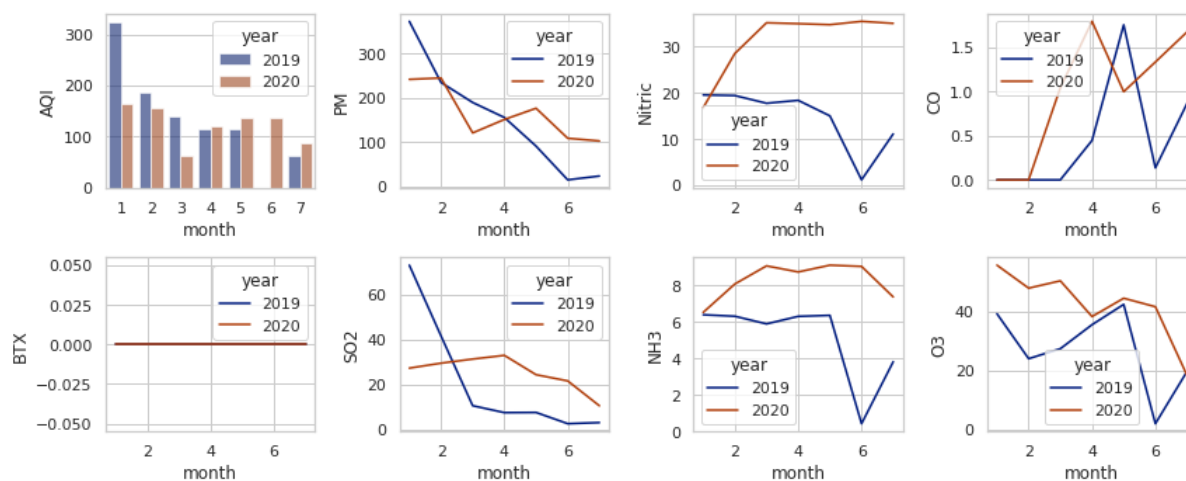 AQI
300
200
100
0
year
2019
2020
1 2 3 4 5 6 7
month
PM
300
200
100
0
year
2019
2020
2 4 6
month
Nitric
30
20
10
0
year
2019
2020
2 4 6
month
CO
1.5
1.0
0.5
0.0
year
2019
2020
2 4 6
month
BTX
0.050
0.025
0.000
−0.025
−0.050
year
2019
2020
2 4 6
month
SO2
60
40
20
0
year
2019
2020
2 4 6
month
NH3
8
6
4
2
0
year
2019
2020
2 4 6
month
O3
40
20
0
year
2019
2020
2 4 6
month